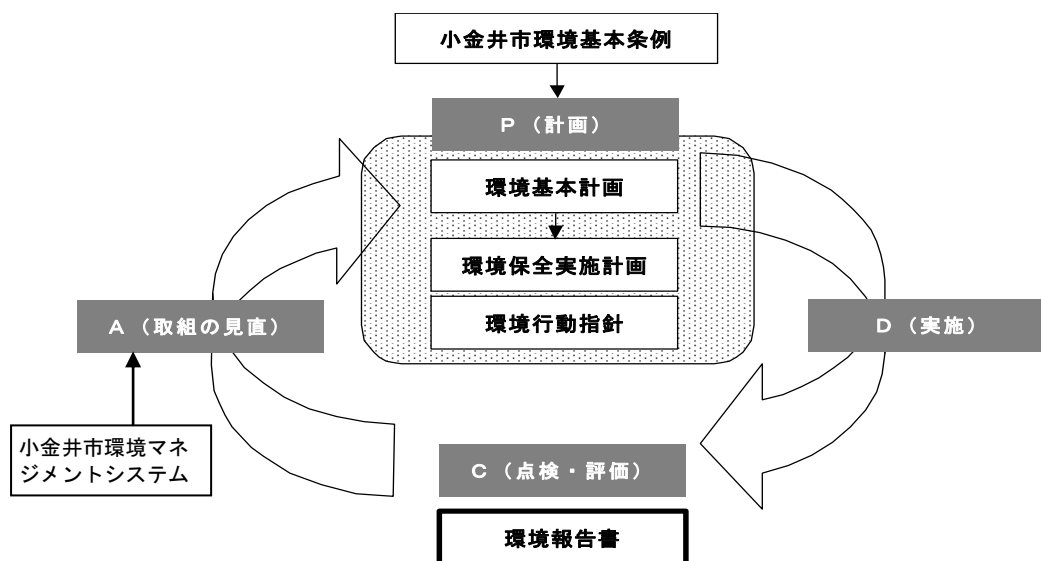 小金井市環境基本条例
Ｐ（計画）
環境基本計画
環境保全実施計画
環境行動指針
Ａ（取組の見直）
Ｄ（実施）
小金井市環境マネ
ジメントシステム
Ｃ（点検・評価）
環境報告書